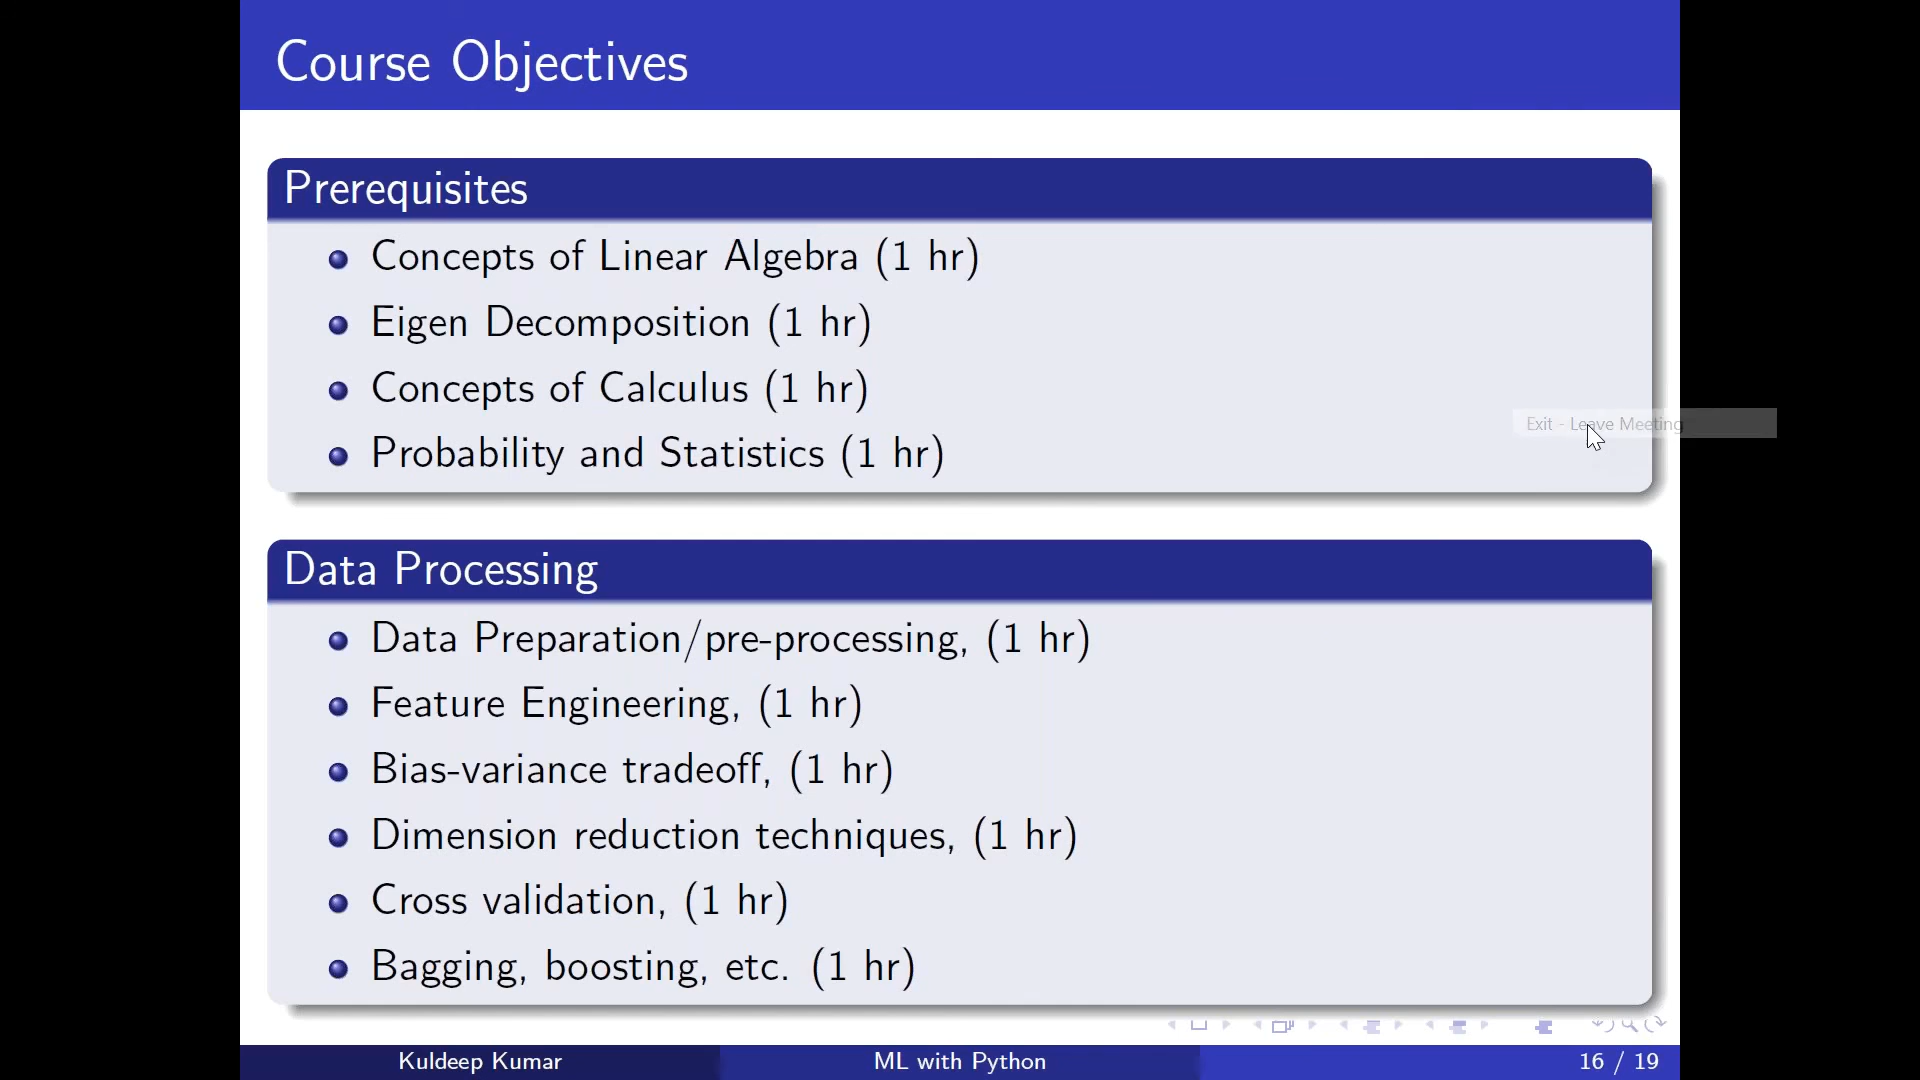 Course Objectives
Prerequisites
Concepts of Linear Algebra (1 hr)
Eigen Decomposition (1 hr)
Concepts of Calculus (1 hr)
Exit - Leave Meeting
Probability and Statistics (1 hr)
Data Processing
Data Preparation/pre-processing, (1 hr)
Feature Engineering, (1 hr)
Bias-variance tradeoff, (1 hr)
Dimension reduction techniques, (1 hr)
Cross validation, (1 hr)
Bagging, boosting, etc. (1 hr)
Kuldeep Kumar ML with Python 16 / 19